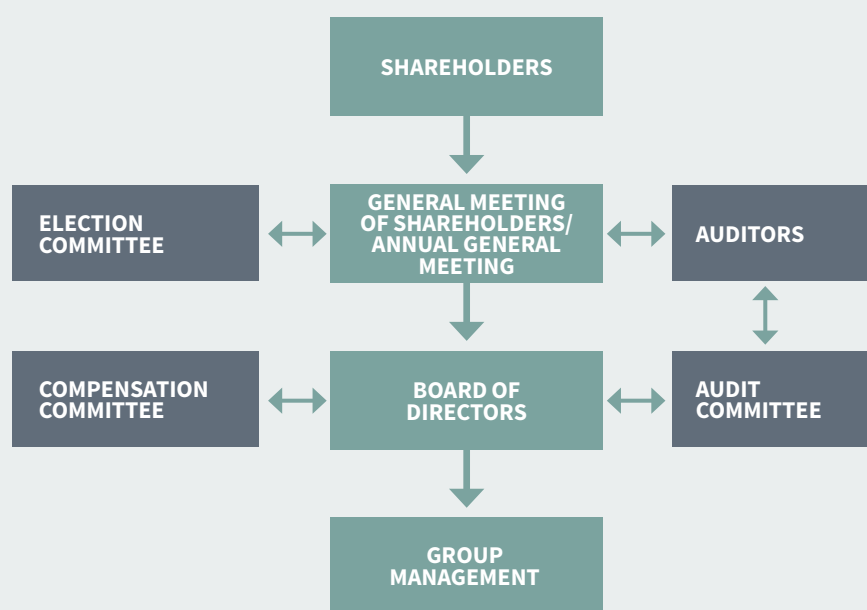 SHAREHOLDERS
ELECTION
COMMITTEE
GENERAL MEETING
OF SHAREHOLDERS/
ANNUAL GENERAL
MEETING
AUDITORS
COMPENSATION
COMMITTEE
BOARD OF
DIRECTORS
AUDIT
COMMITTEE
GROUP
MANAGEMENT